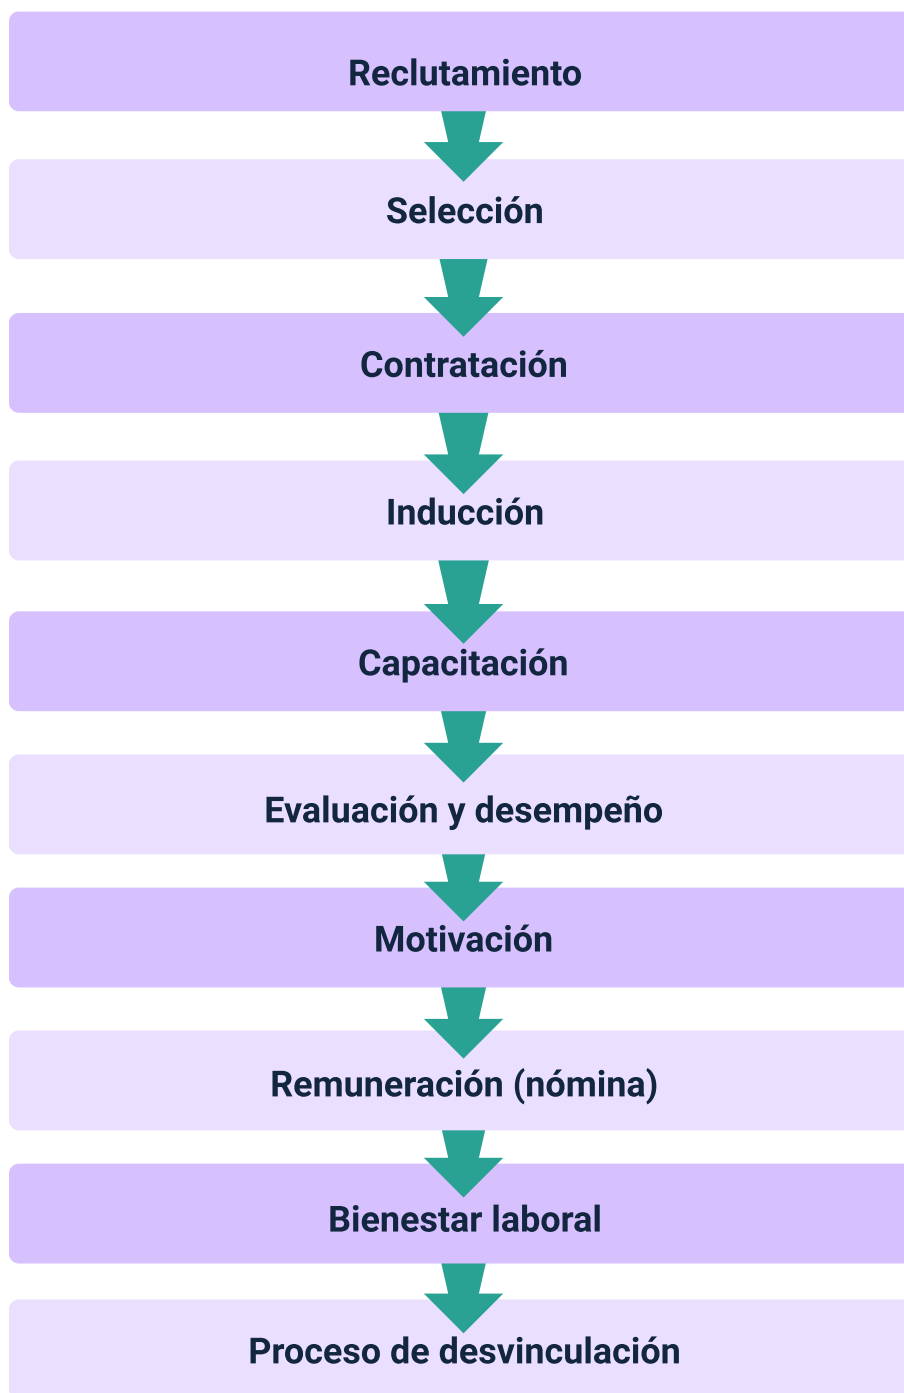 Reclutamiento
Selección
Contratación
Inducción
Capacitación
Evaluación y desempeño
Motivación
Remuneración (nómina)
Bienestar laboral
Proceso de desvinculación